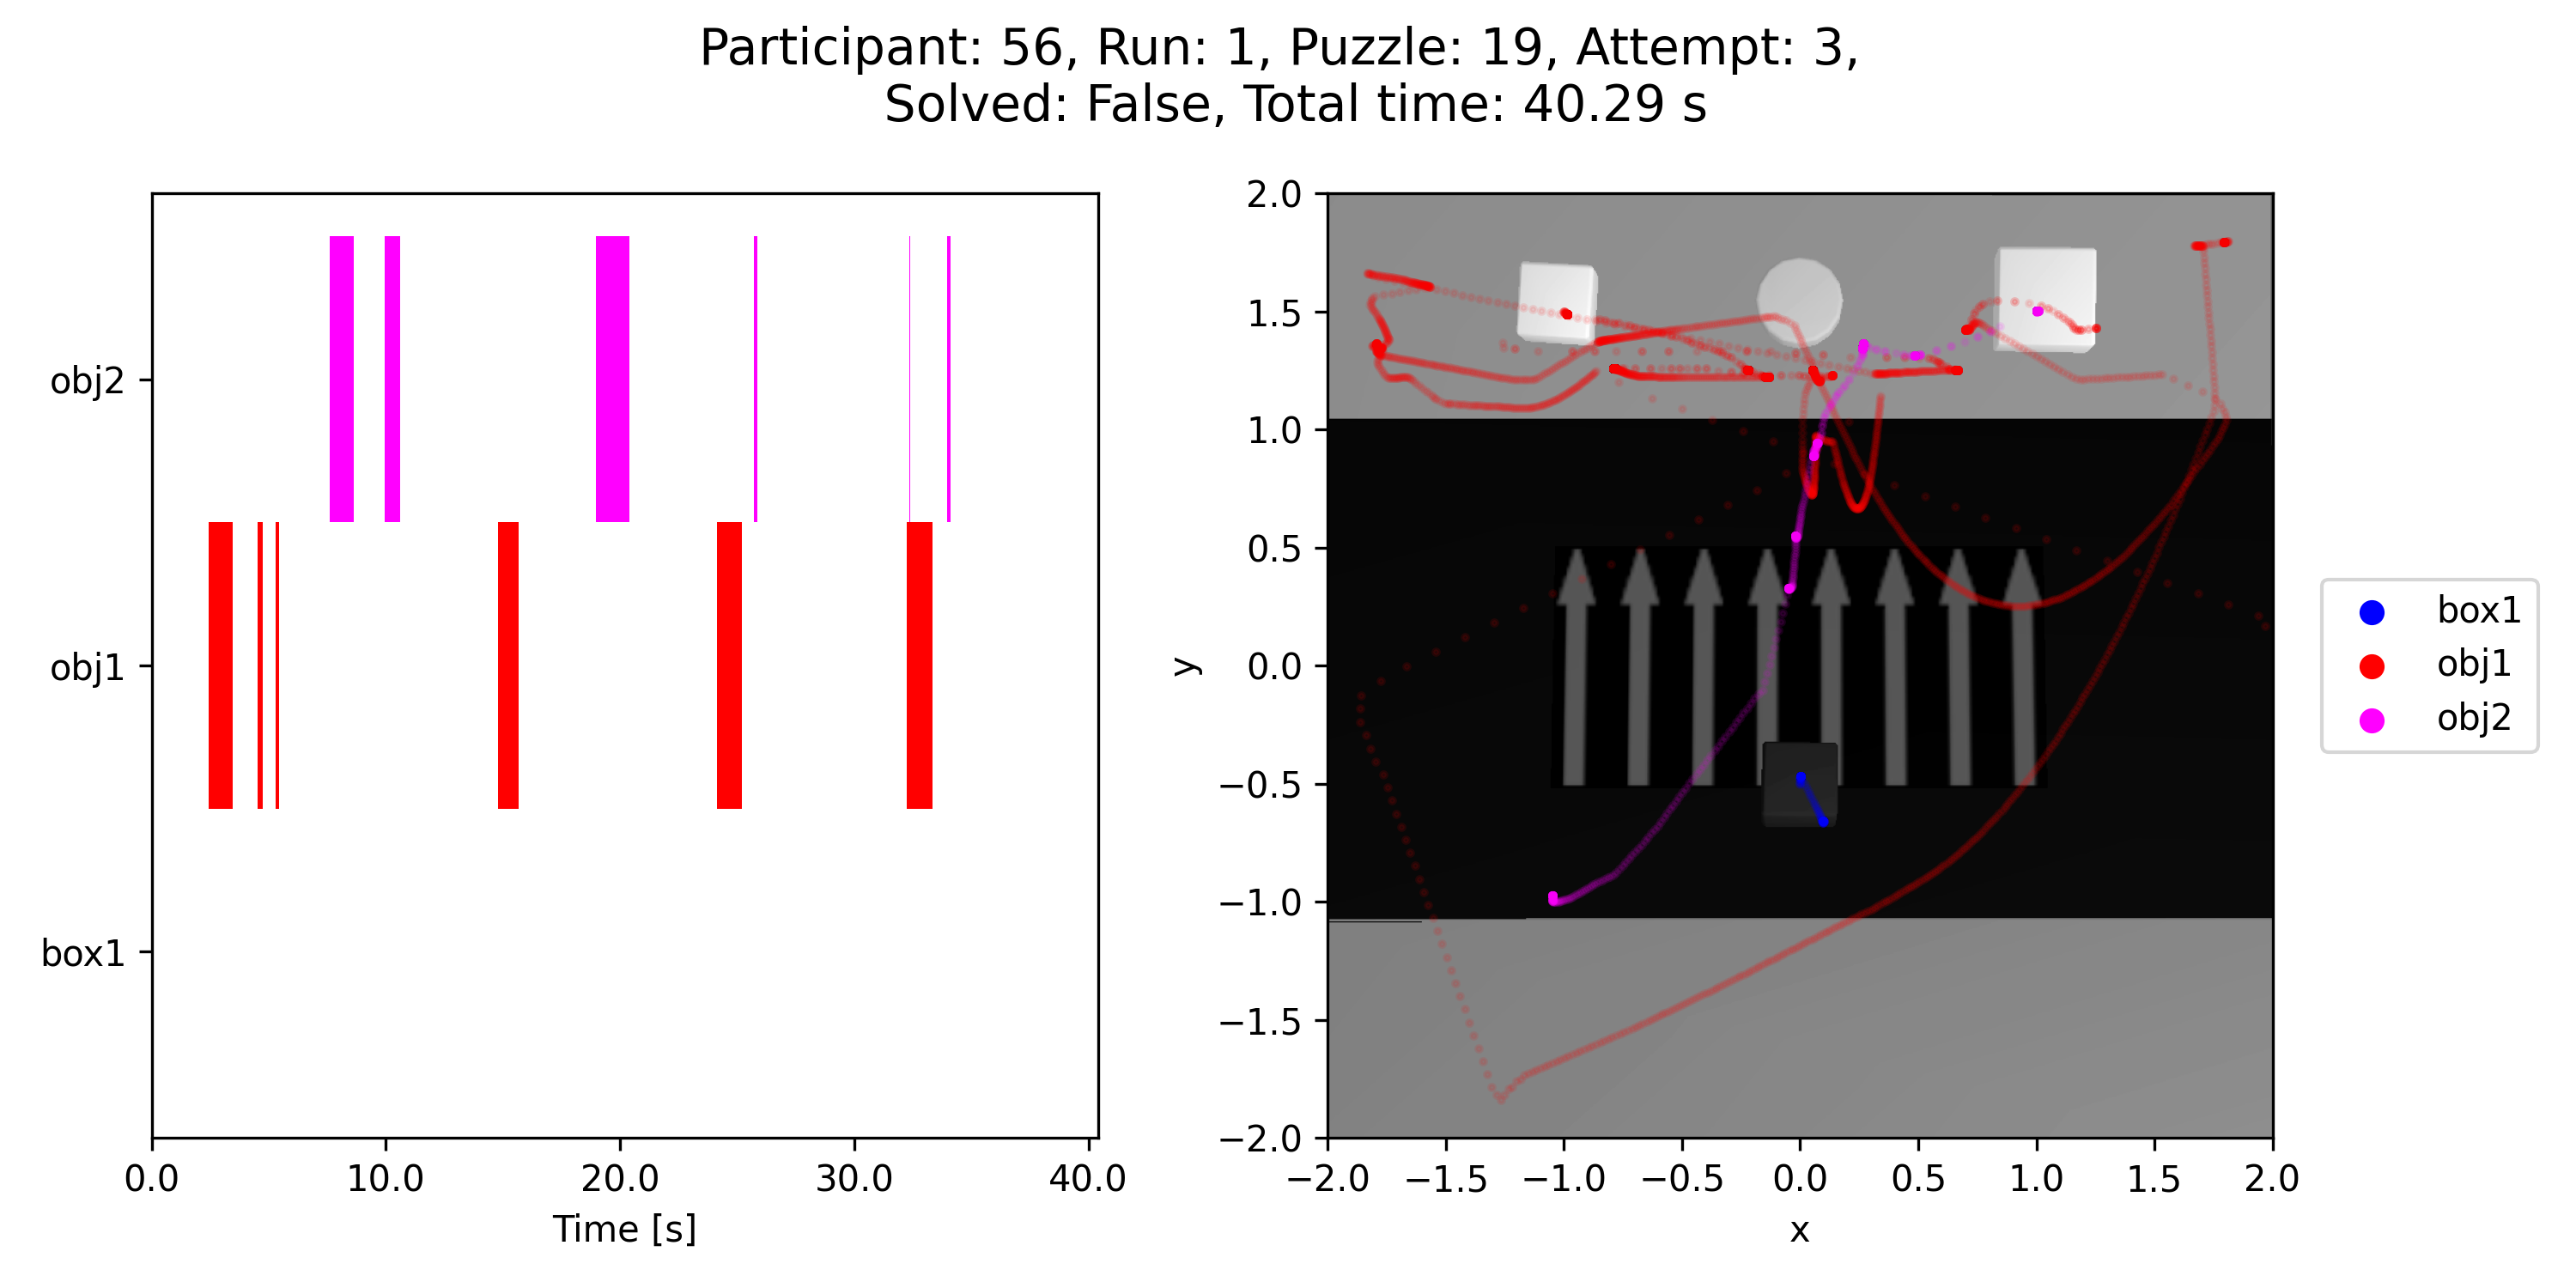 Participant: 56, Run: 1, Puzzle: 19, Attempt: 3,
Solved: False, Total time: 40.29 s
obj2
obj1
box1
0.0 10.0 20.0 30.0 40.0
Time [s]
2.0
1.5
1.0
0.5
0.0
−0.5
−1.0
−1.5
−2.0
y
−2.0 −1.5 −1.0 −0.5 0.0 0.5 1.0 1.5 2.0
x
box1
obj1
obj2